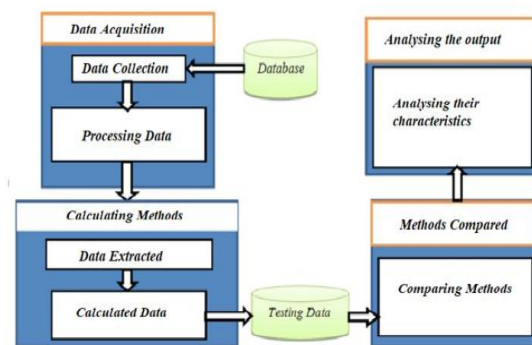 Data Acquisition
Data Collection
Database
Processing Data
Calculating Methods
Data Extracted
Calculated Data
Testing Data
Analysing the output
Analysing their
characteristics
Methods Compared
Comparing Methods